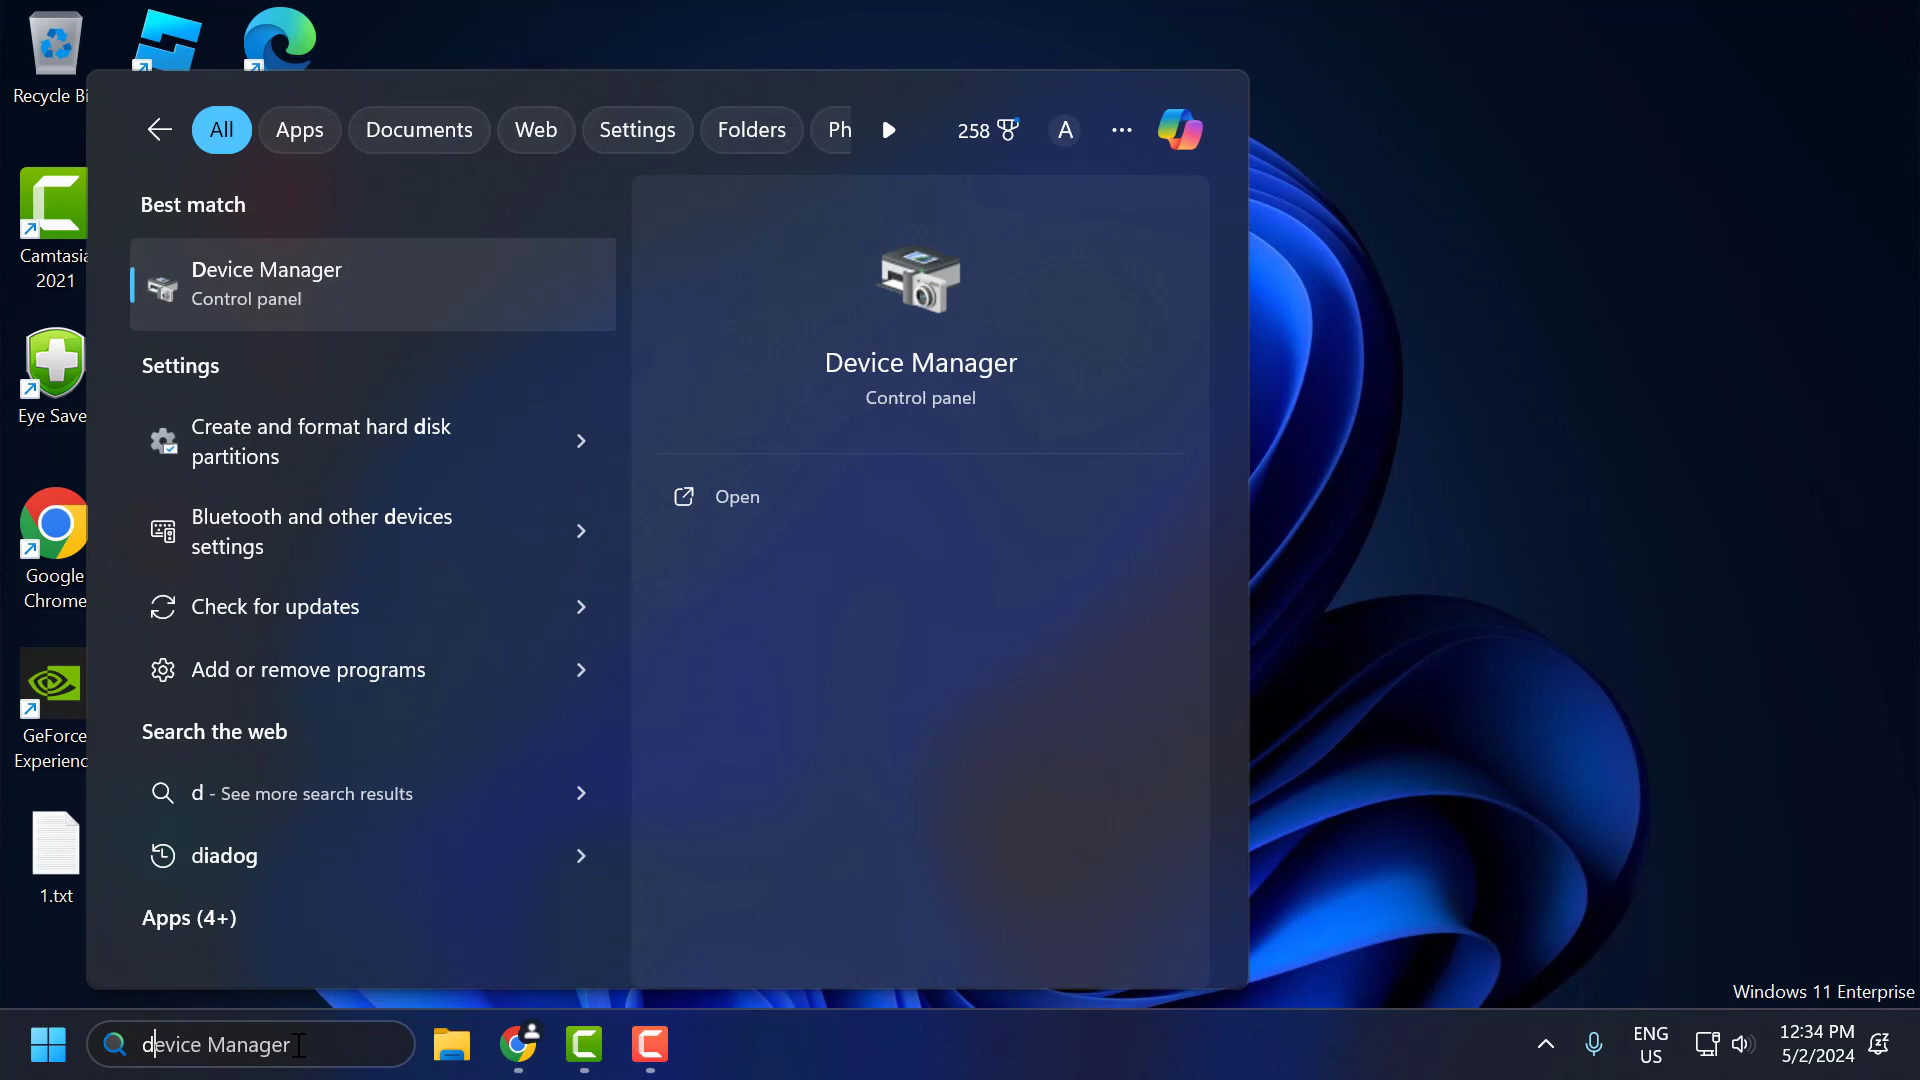 Recycle Bi
All
Apps
Documents
Web
Settings
Folders
Ph
258
A
Best match
Device Manager
Control panel
Settings
Create and format hard disk
partitions
Bluetooth and other devices
settings
Check for updates
Add or remove programs
Search the web
d - See more search results
diadog
Apps (4+)
Device Manager
Control panel
Open
Camtasia
2021
Eye Save
Google
Chrome
GeForce
Experienc
1.txt
Windows 11 Enterprise
device Manager
ENG
US
12:34 PM
5/2/2024